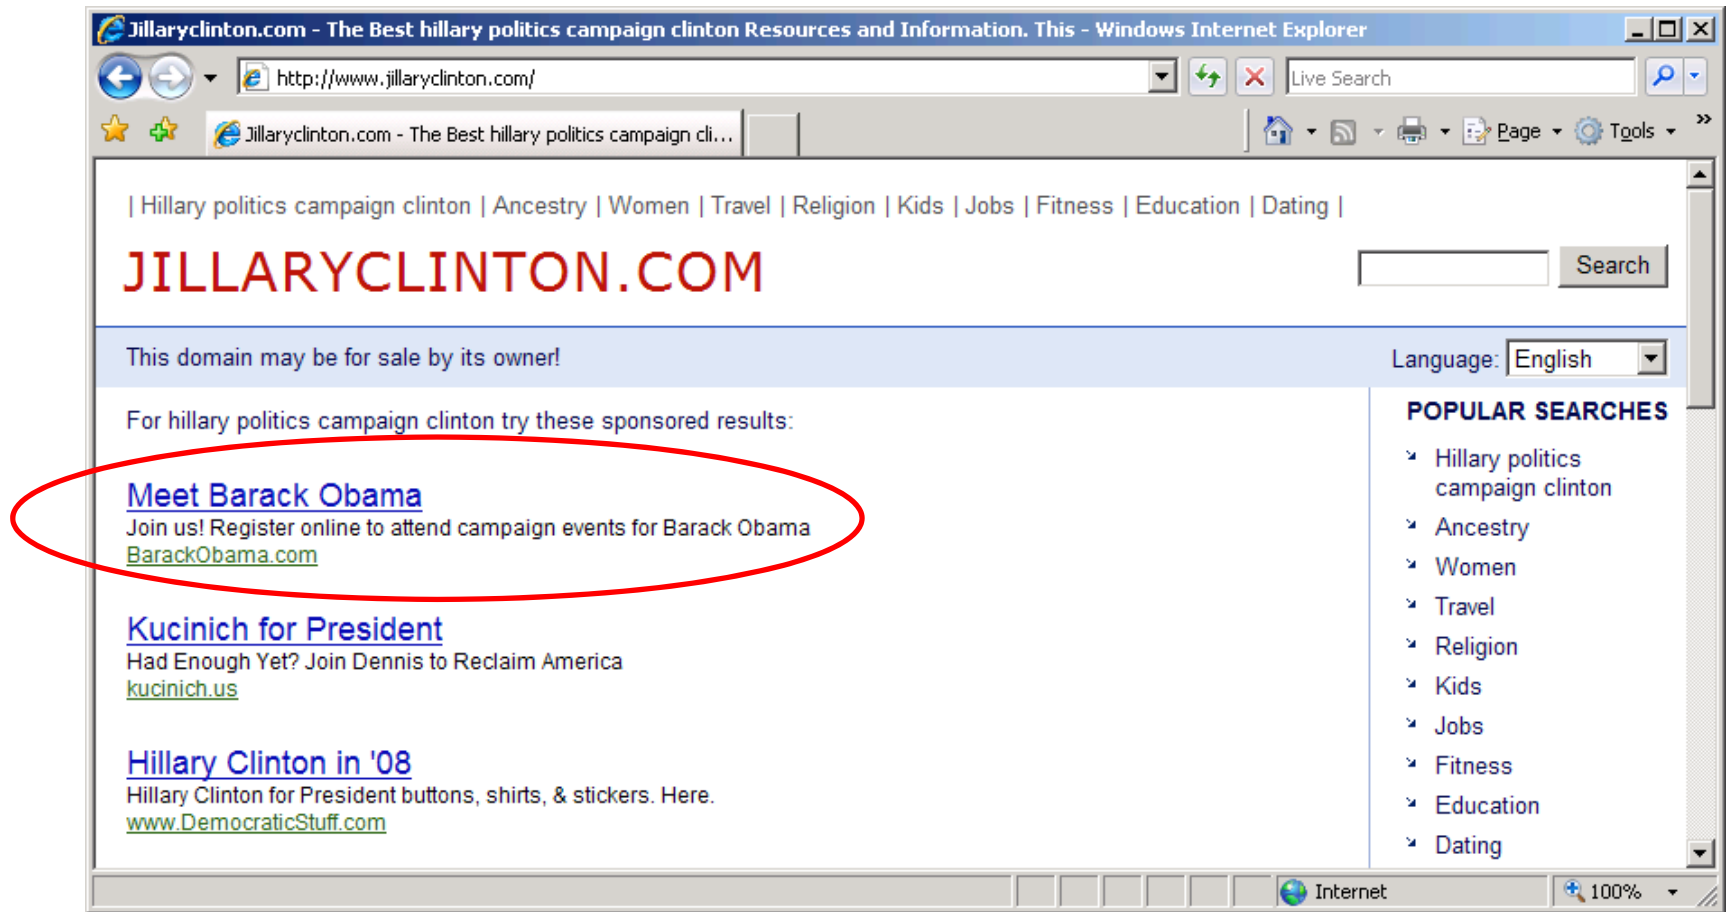 Jillaryclinton.com - The Best hillary politics campaign clinton Resources and Information. This - Windows Internet Explorer
http://www.jillaryclinton.com/
Live Search
Jillaryclinton.com - The Best hillary politics campaign cli...
Page
Tools
»
| Hillary politics campaign clinton | Ancestry | Women | Travel | Religion | Kids | Jobs | Fitness | Education | Dating |
JILLARYCLINTON.COM
Search
This domain may be for sale by its owner!
Language: English
For hillary politics campaign clinton try these sponsored results:
Meet Barack Obama
Join us! Register online to attend campaign events for Barack Obama
BarackObama.com
Kucinich for President
Had Enough Yet? Join Dennis to Reclaim America
kucinich.us
Hillary Clinton in '08
Hillary Clinton for President buttons, shirts, & stickers. Here.
www.DemocraticStuff.com
POPULAR SEARCHES
Hillary politics
campaign clinton
Ancestry
Women
Travel
Religion
Kids
Jobs
Fitness
Education
Dating
Internet
100%